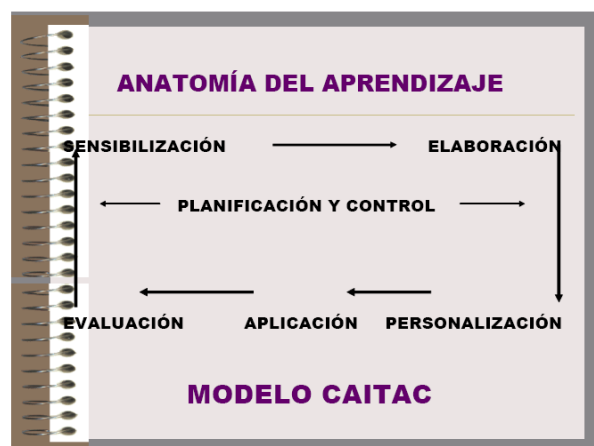 ANATOMÍA DEL APRENDIZAJE
SENSIBILIZACIÓN ELABORACIÓN
PLANIFICACIÓN Y CONTROL
EVALUACIÓN APLICACIÓN PERSONALIZACIÓN
MODELO CAITAC